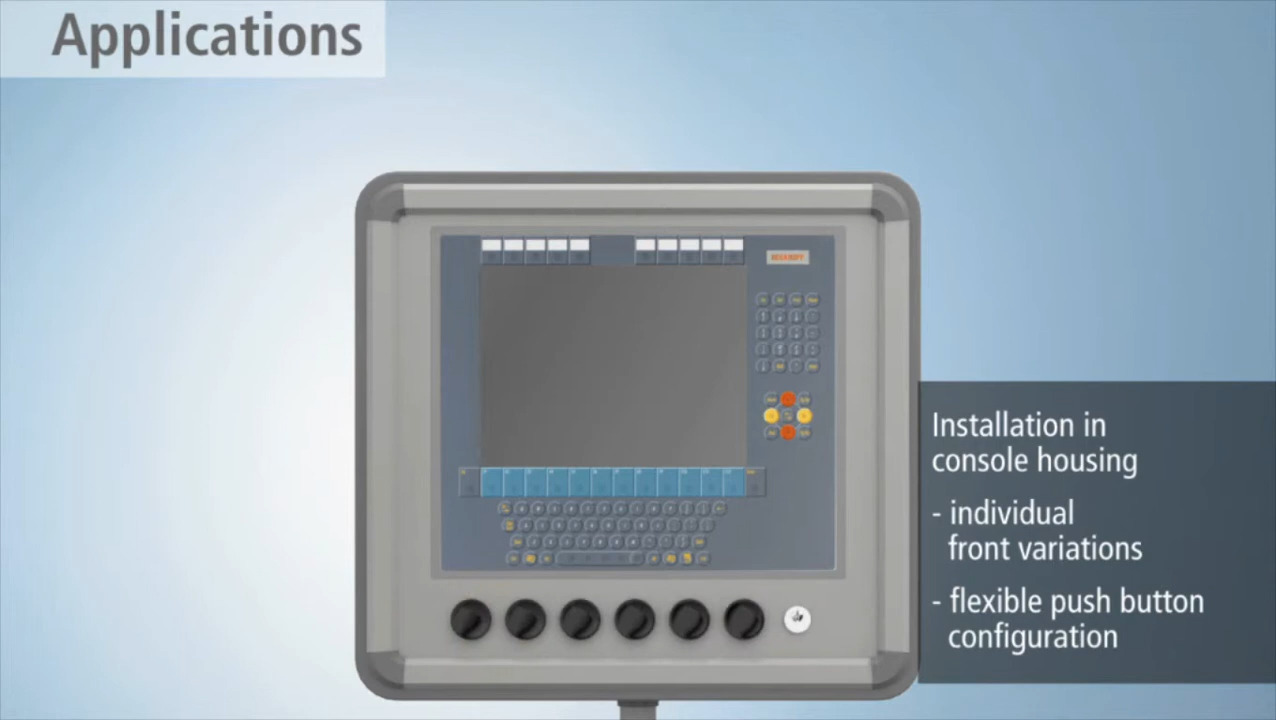 Applications
Installation in
console housing
- individual
front variations
- flexible push button
configuration